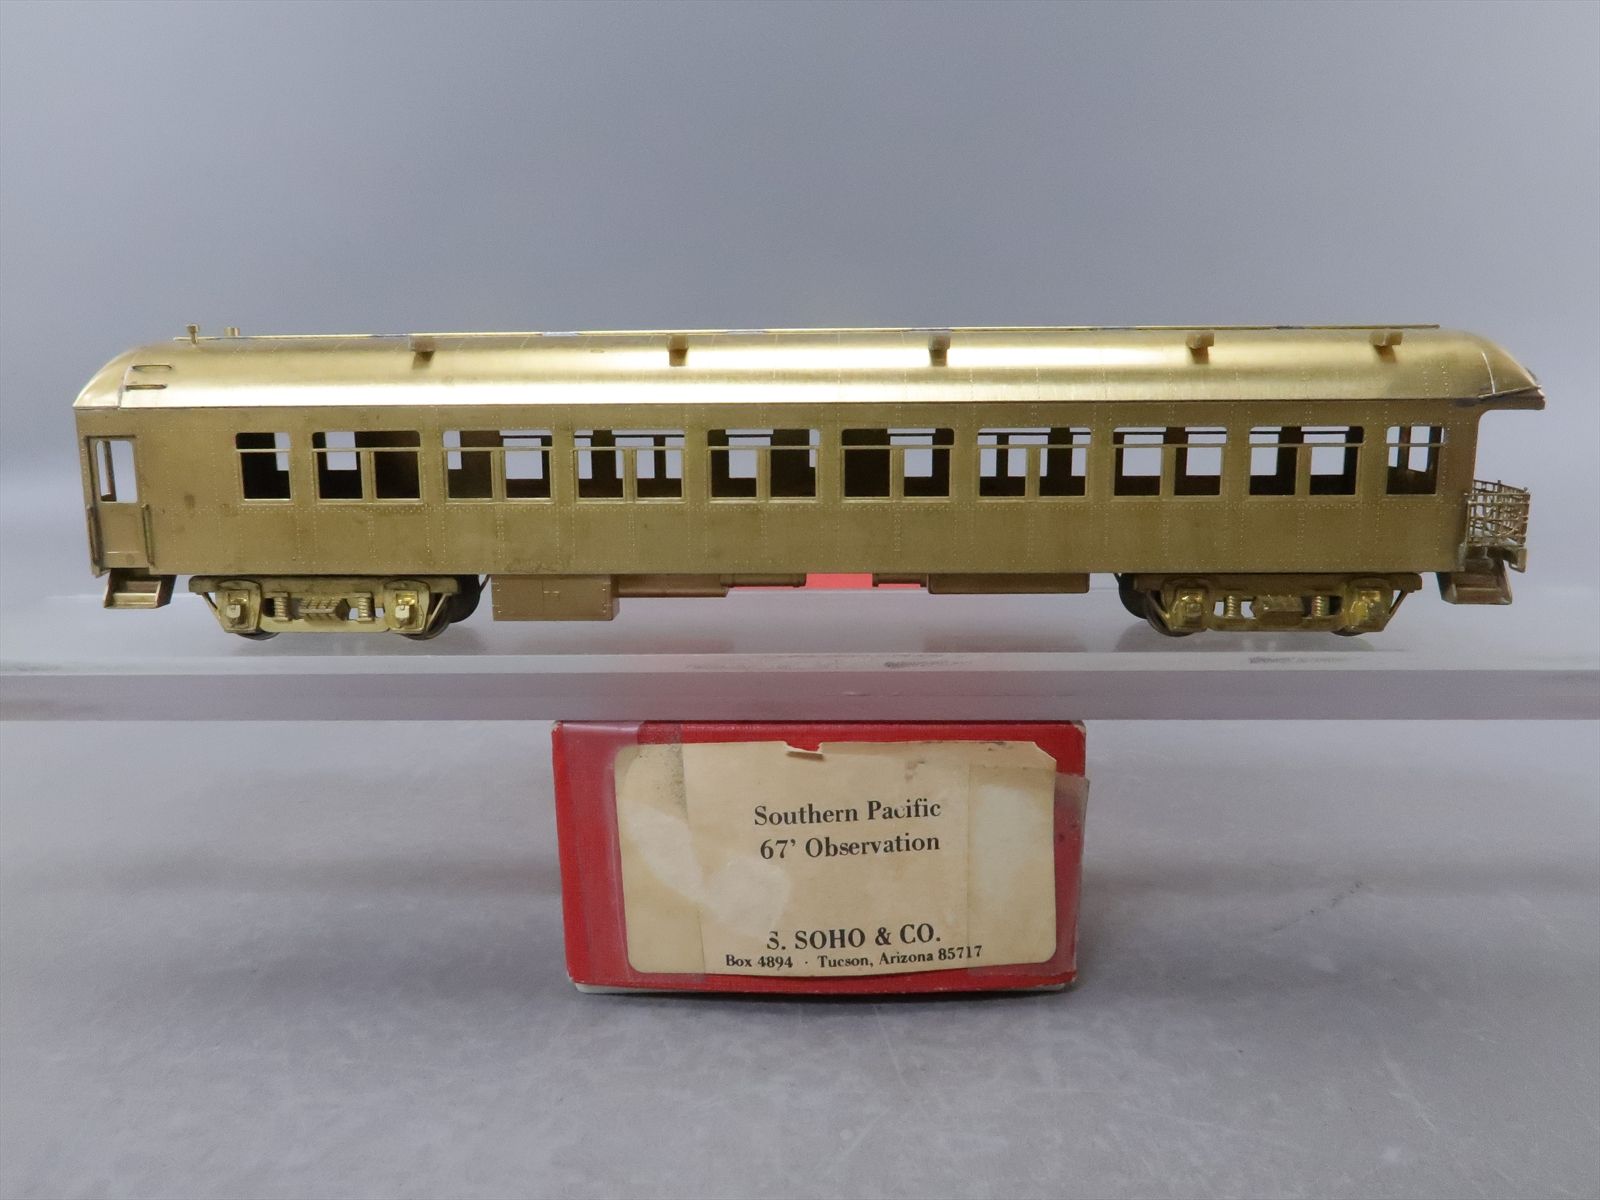 Southern Pacific
67' Observation
S. SOHO & CO.
Box 4894 · Tucson, Arizona 85717